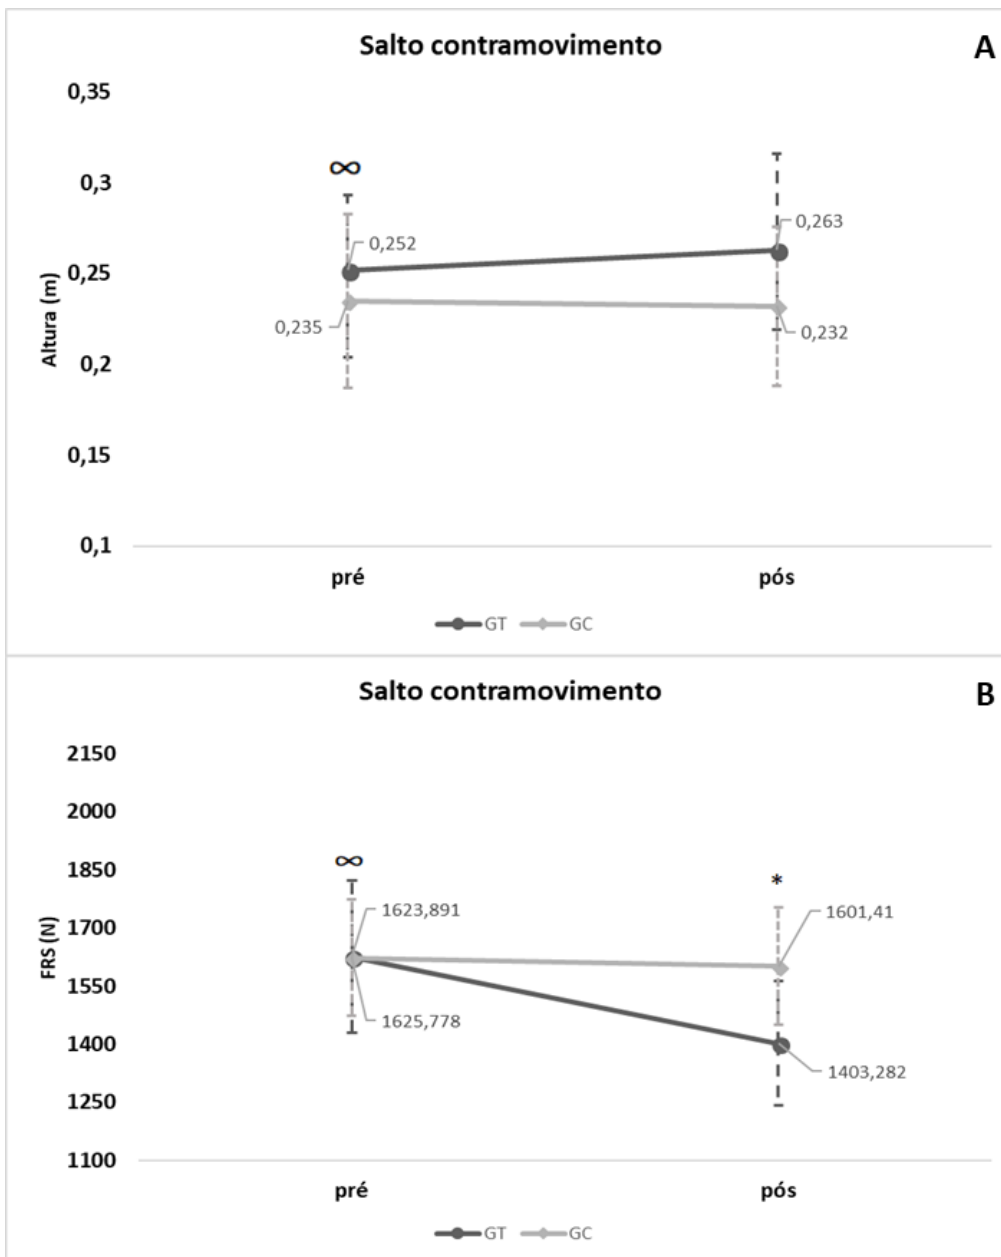 Salto contramovimento
A
0,35
∞
0,3
0,263
0,252
0,25
Altura (m)
0,235
0,232
0,2
0,15
0,1
pré pós
GT GC
Salto contramovimento
B
2150
2000
∞
1850
*
1623,891 1601,41
1700
FRS (N)
1550
1625,778
1400
1403,282
1250
1100
pré pós
GT GC